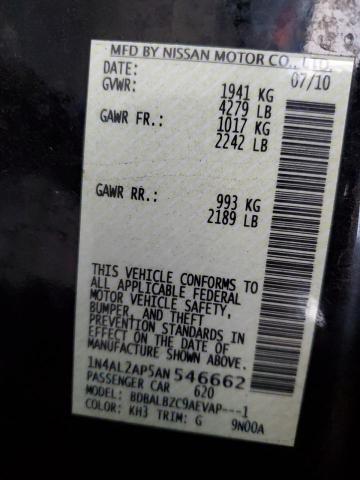 MFD BY NISSAN MOTOR CO., LTD.
DATE: 07/10
GVWR: 1941 KG
4279 LB
GAWR FR.: 1017 KG
2242 LB
GAWR RR.: 993 KG
2189 LB
THIS VEHICLE CONFORMS TO
ALL APPLICABLE FEDERAL
MOTOR VEHICLE SAFETY,
BUMPER, AND THEFT
PREVENTION STANDARDS IN
EFFECT ON THE DATE OF
MANUFACTURE SHOWN ABOVE.
1N4AL2AP5AN546662
PASSENGER CAR 620
MODEL: BDBALBZC9AEVAP---1
COLOR: KH3 TRIM: G 9N00A